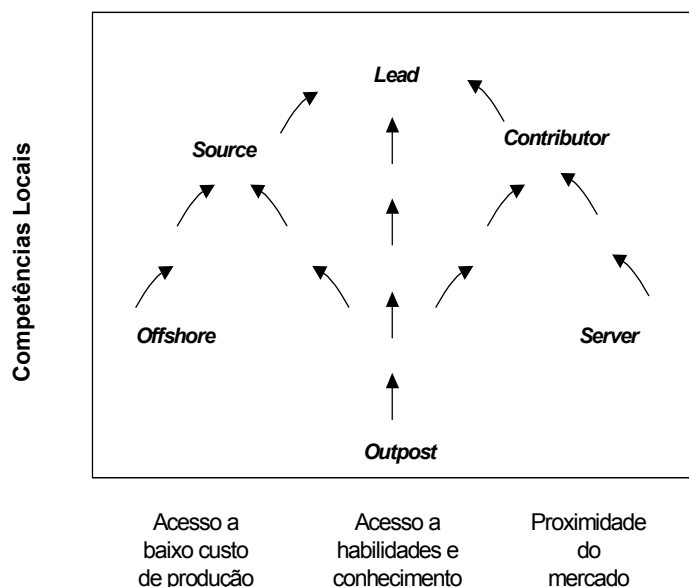 Competências Locais
Lead
Source
Contributor
Offshore
Server
Outpost
Acesso a
baixo custo
de produção
Acesso a
habilidades e
conhecimento
Proximidade
do
mercado